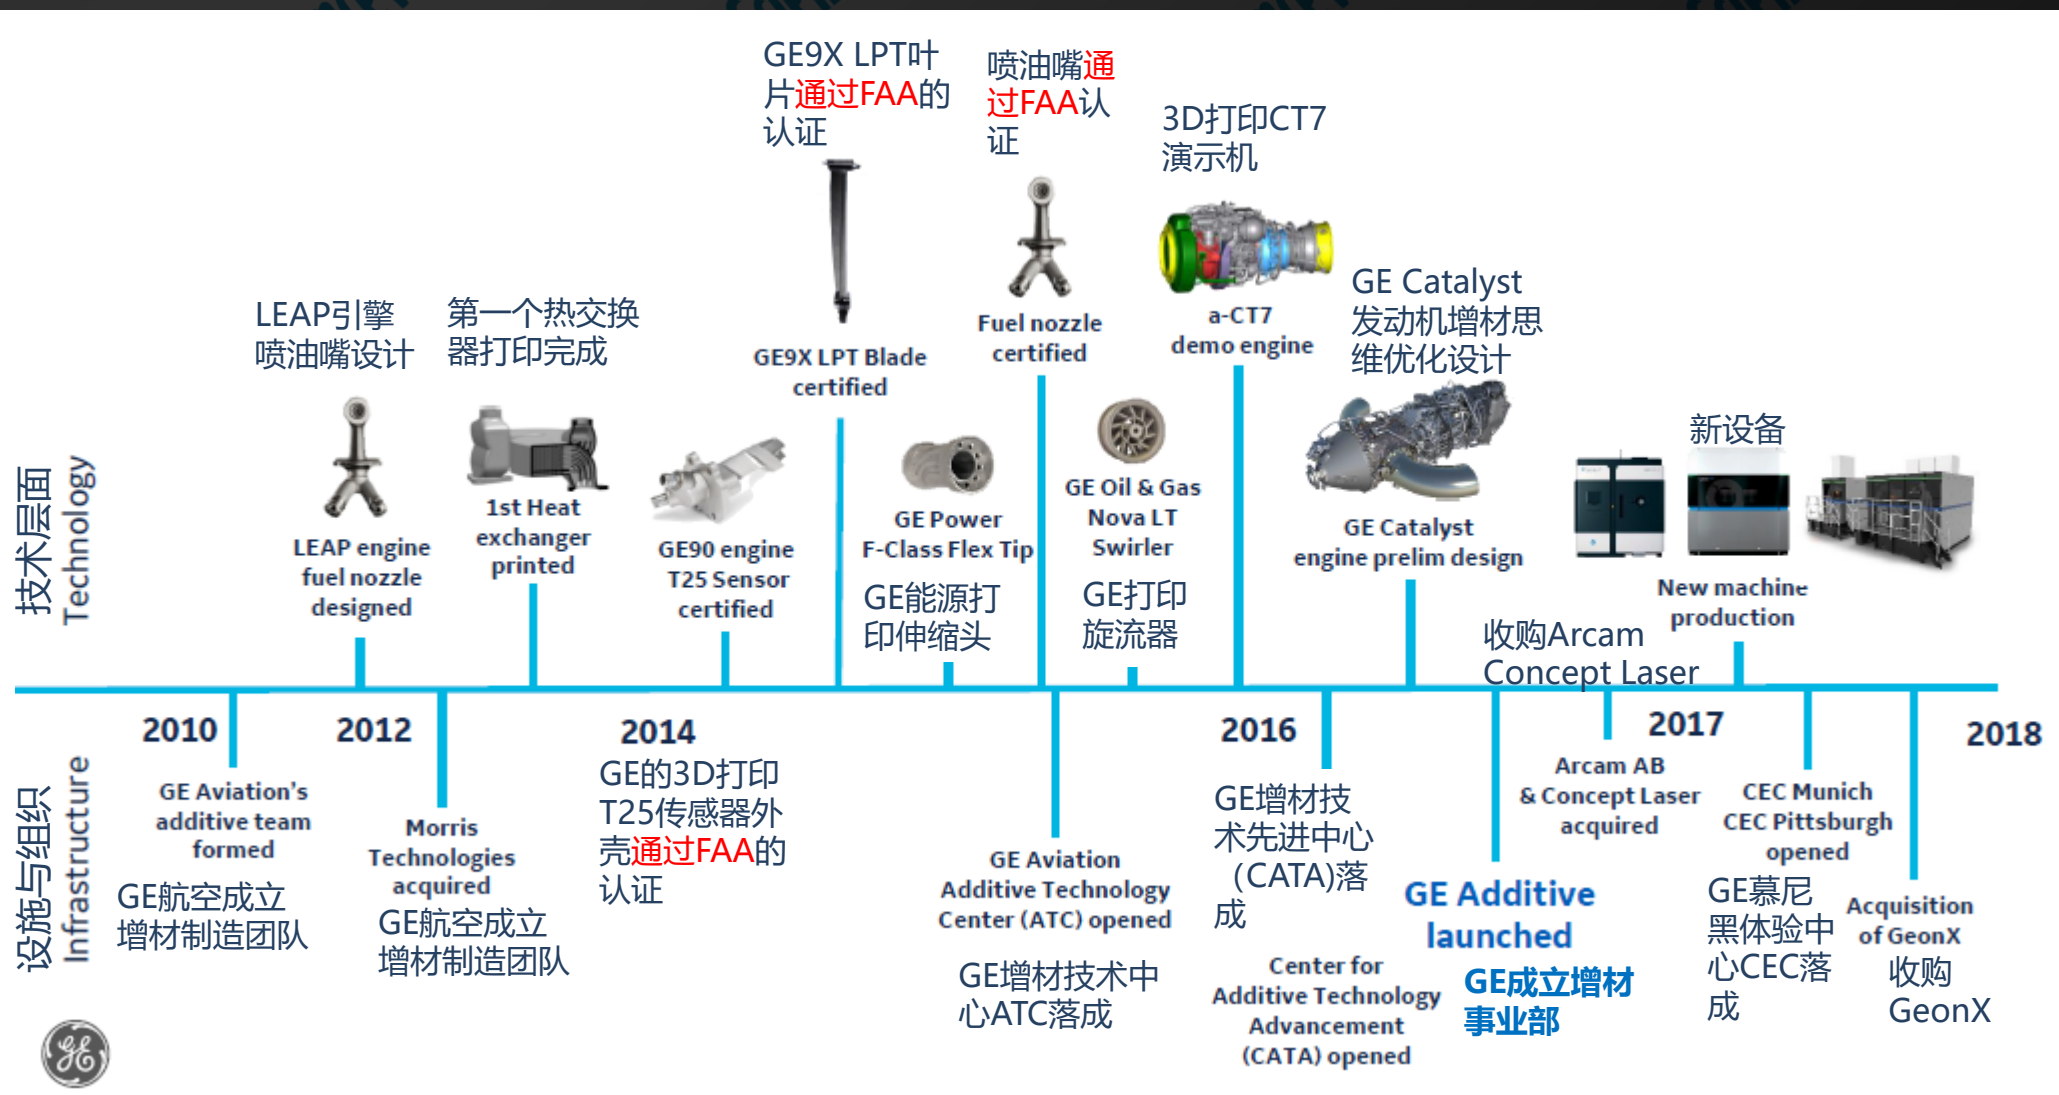 GE9X LPT叶
片通过FAA的
认证
喷油嘴通
过FAA认
证
3D打印CT7
演示机
LEAP引擎
喷油嘴设计
第一个热交换
器打印完成
GE Catalyst
发动机增材思
维优化设计
新设备
技术层面
Technology
LEAP engine
fuel nozzle
designed
1st Heat
exchanger
printed
GE90 engine
T25 Sensor
certified
GE9X LPT Blade
certified
GE Power
F-Class Flex Tip
GE能源打
印伸缩头
Fuel nozzle
certified
GE Oil & Gas
Nova LT
Swirler
GE打印
旋流器
a-CT7
demo engine
GE Catalyst
engine prelim design
New machine
production
收购Arcam
Concept Laser
2010
2012
2014
2016
2017
2018
设施与组织
Infrastructure
GE Aviation's
additive team
formed
GE航空成立
增材制造团队
Morris
Technologies
acquired
GE航空成立
增材制造团队
GE的3D打印
T25传感器外
壳通过FAA的
认证
GE Aviation
Additive Technology
Center (ATC) opened
GE增材技术中
心ATC落成
GE增材技
术先进中心
（CATA)落
成
Center for
Additive Technology
Advancement
(CATA) opened
GE Additive
launched
GE成立增材
事业部
Arcam AB
& Concept Laser
acquired
CEC Munich
CEC Pittsburgh
opened
GE慕尼
黑体验中
心CEC落
成
Acquisition
of GeonX
收购
GeonX
GE